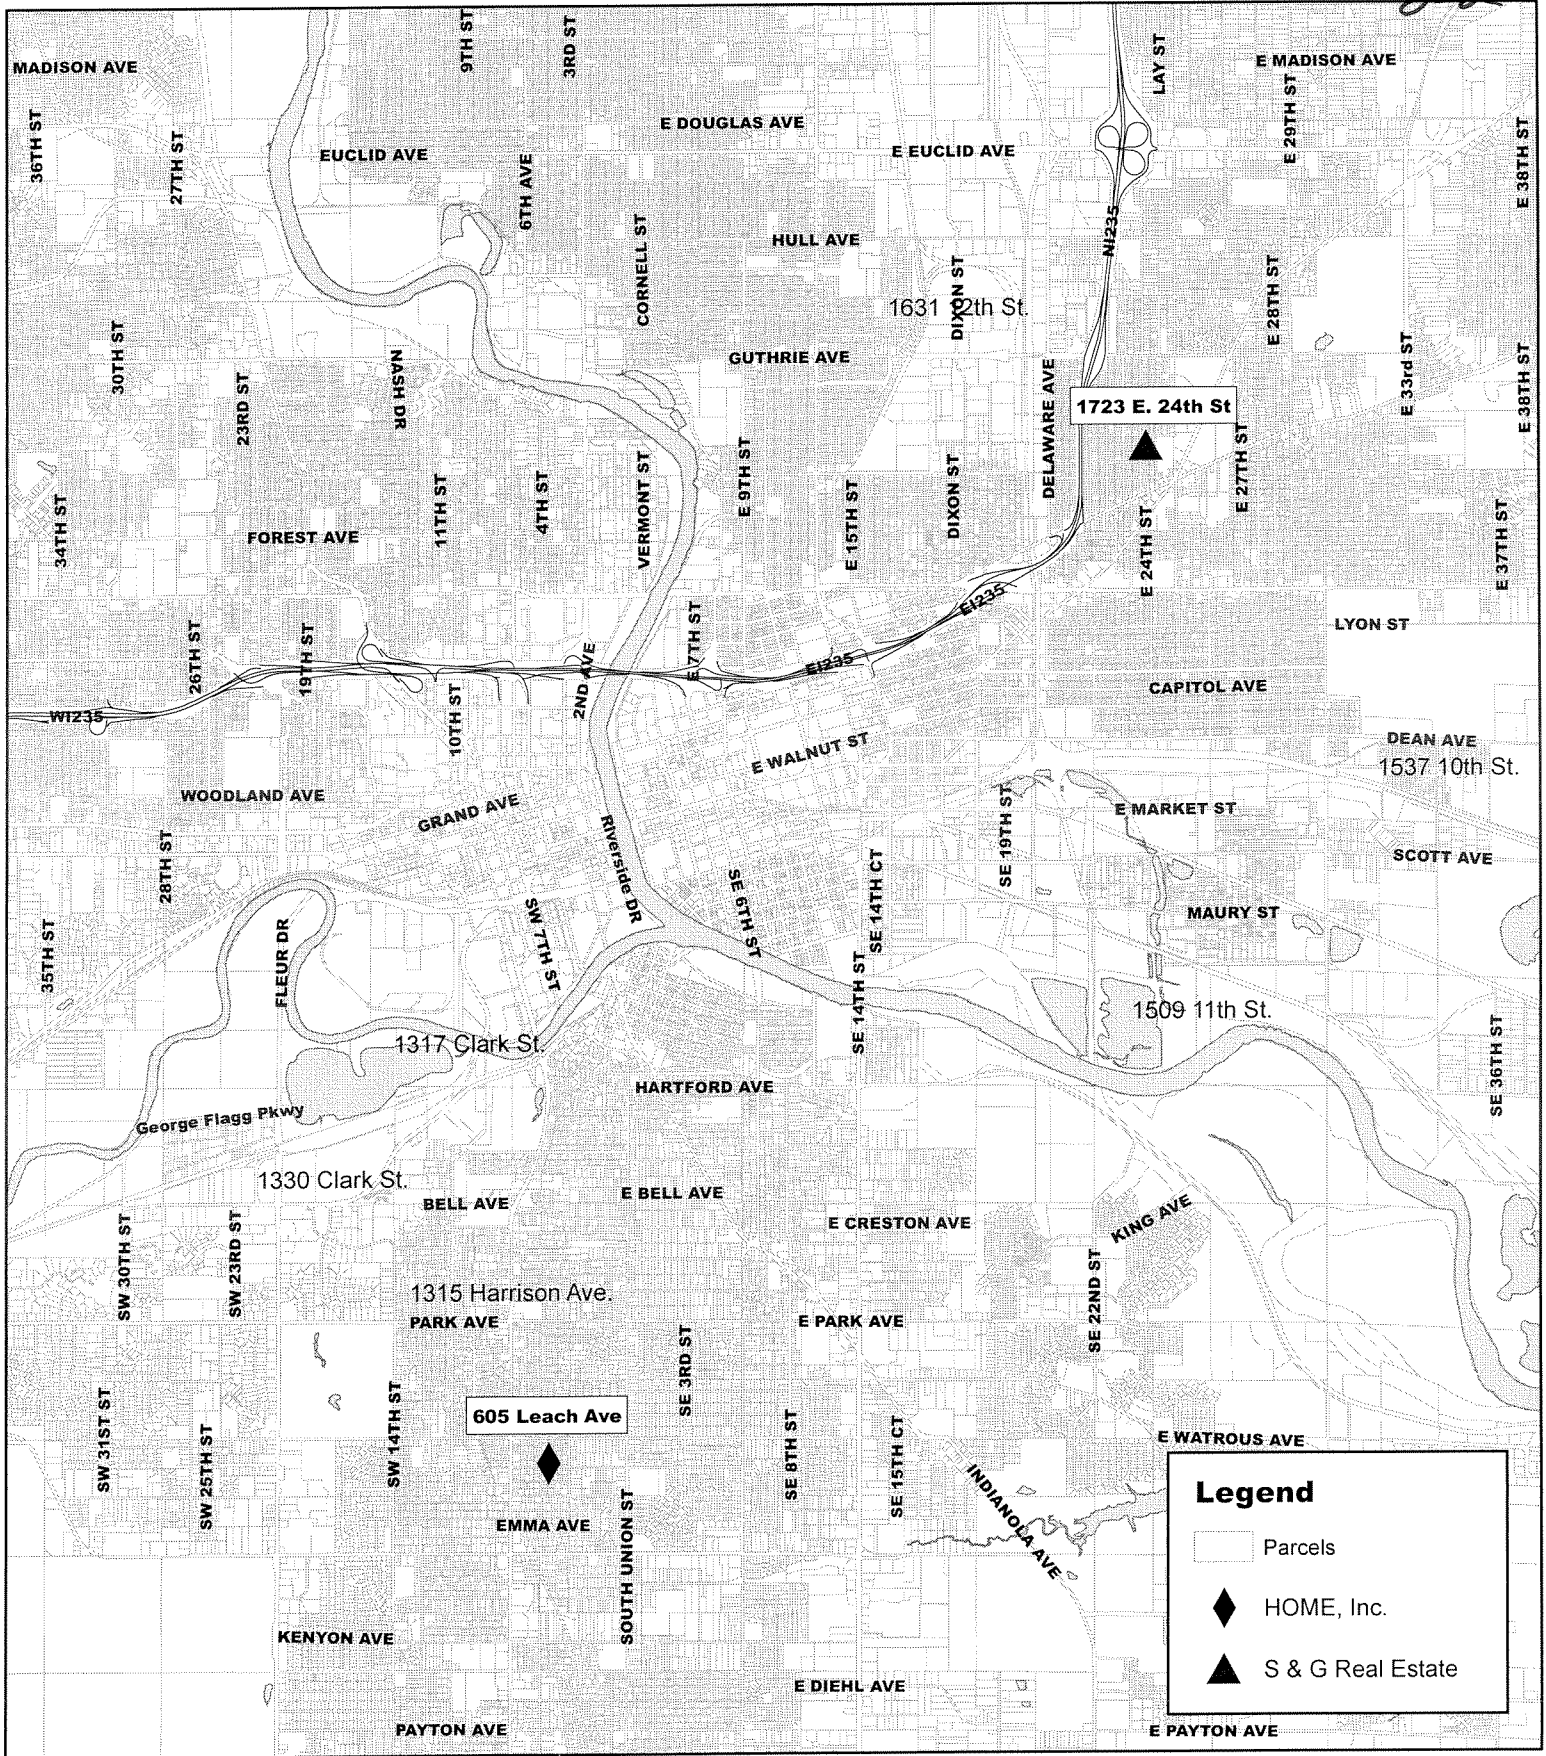 MADISON AVE
9TH ST
3RD ST
LAY ST
E MADISON AVE
36TH ST
27TH ST
EUCLID AVE
6TH AVE
E DOUGLAS AVE
E EUCLID AVE
E 29TH ST
E 38TH ST
CORNELL ST
HULL AVE
NI235
DIXON ST
1631 12th St.
E 28TH ST
30TH ST
23RD ST
NASH DR
GUTHRIE AVE
DELAWARE AVE
1723 E. 24th St
E 33rd ST
E 38TH ST
34TH ST
FOREST AVE
11TH ST
4TH ST
VERMONT ST
E 9TH ST
E 15TH ST
DIXON ST
E 24TH ST
E 27TH ST
E 37TH ST
EI235
LYON ST
26TH ST
19TH ST
10TH ST
2ND AVE
E 7TH ST
EI235
CAPITOL AVE
WI235
E WALNUT ST
DEAN AVE
1537 10th St.
WOODLAND AVE
GRAND AVE
E MARKET ST
28TH ST
Riverside DR
SE 19TH ST
SCOTT AVE
35TH ST
FLEUR DR
SW 7TH ST
SE 6TH ST
SE 14TH CT
MAURY ST
SE 14TH ST
1509 11th St.
1317 Clark St.
SE 36TH ST
HARTFORD AVE
George Flagg Pkwy
1330 Clark St.
BELL AVE
E BELL AVE
E CRESTON AVE
KING AVE
SW 30TH ST
SW 23RD ST
SE 22ND ST
1315 Harrison Ave.
PARK AVE
E PARK AVE
SE 3RD ST
SW 31ST ST
SW 25TH ST
SW 14TH ST
605 Leach Ave
SE 8TH ST
SE 15TH CT
E WATROUS AVE
INDIANOLA AVE
EMMA AVE
SOUTH UNION ST
Legend
Parcels
HOME, Inc.
S & G Real Estate
KENYON AVE
E DIEHL AVE
PAYTON AVE
E PAYTON AVE